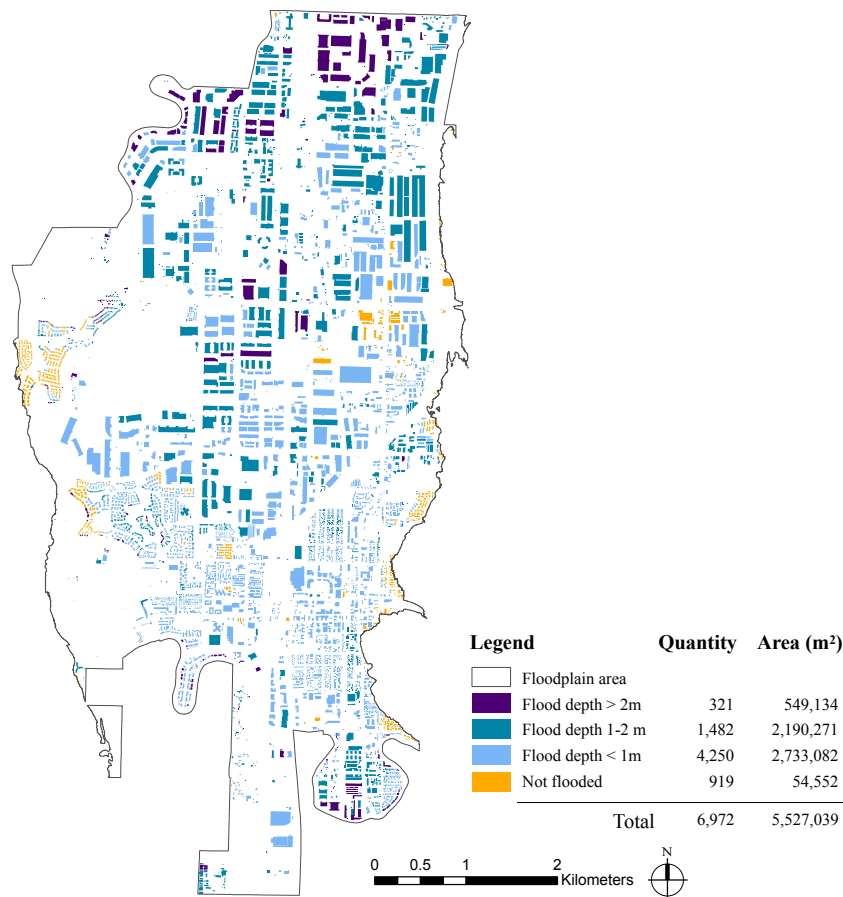 Legend Quantity Area (m²)
Floodplain area
Flood depth > 2m 321 549,134
Flood depth 1-2 m 1,482 2,190,271
Flood depth < 1m 4,250 2,733,082
Not flooded 919 54,552
Total 6,972 5,527,039
N
0 0.5 1 2
Kilometers